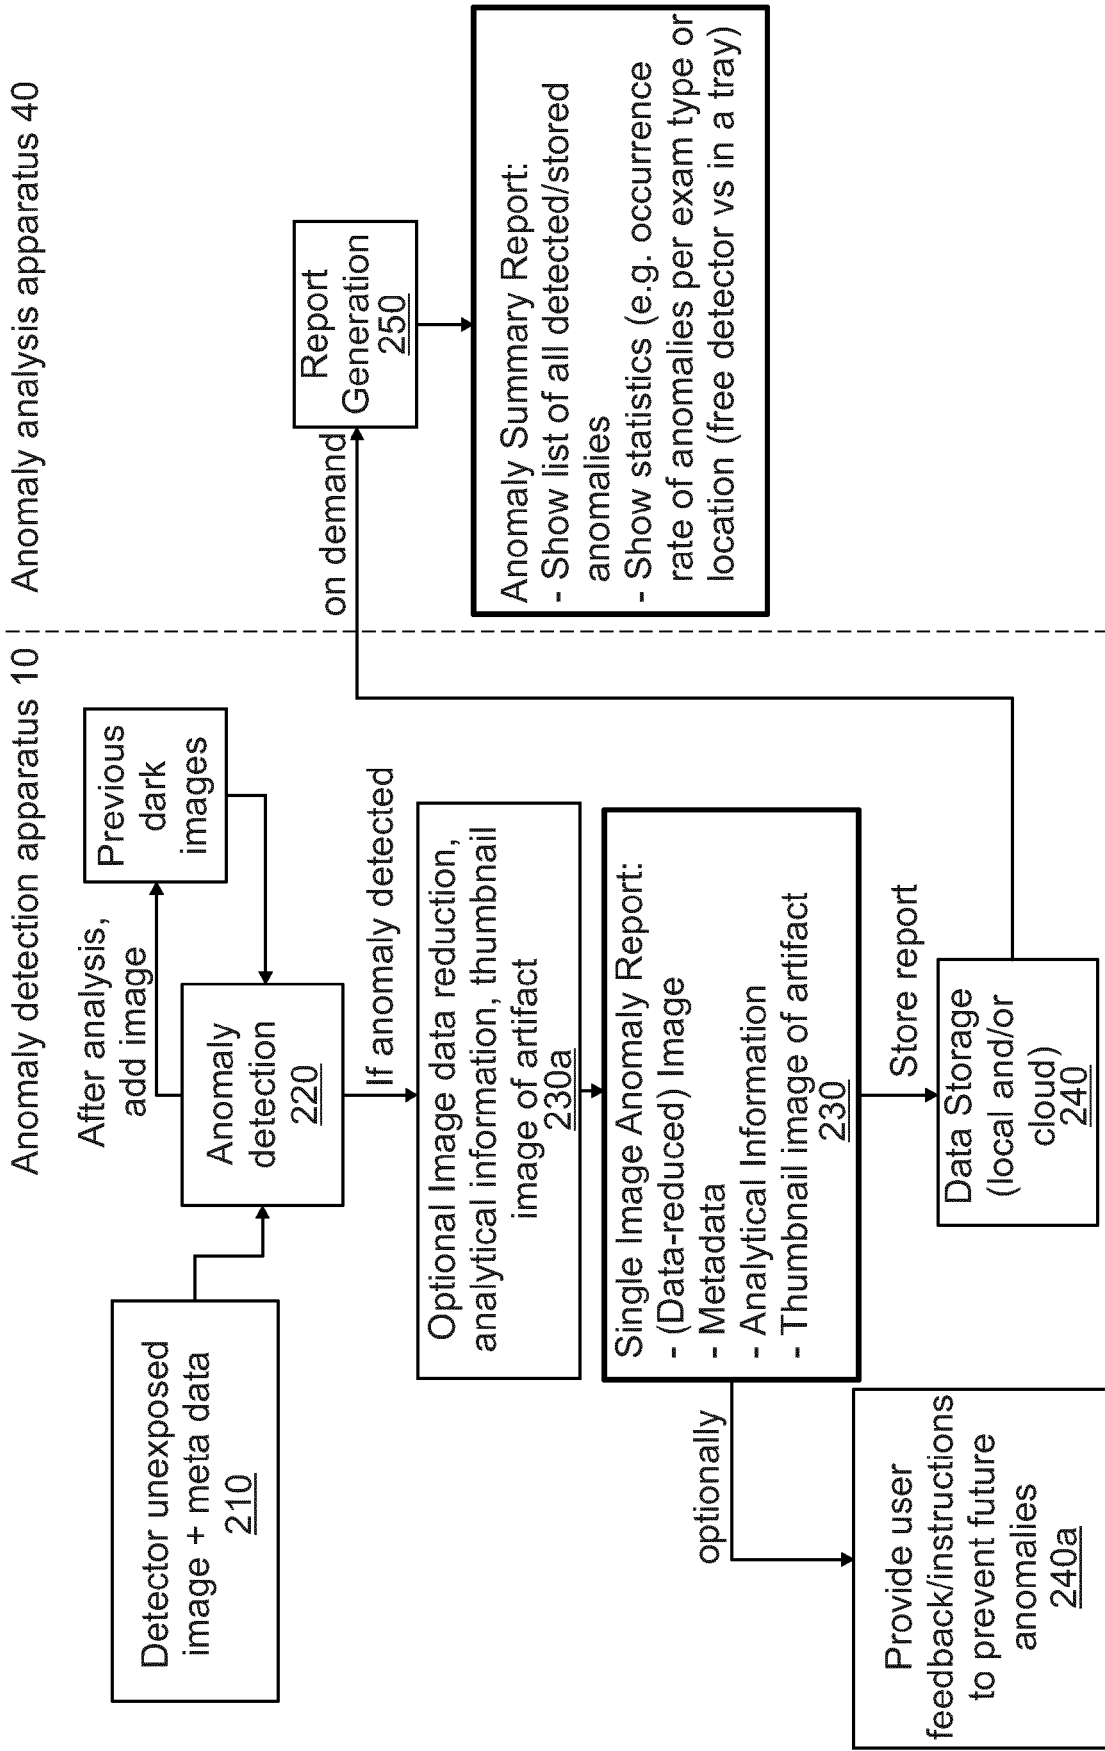 Anomaly detection apparatus 10
Anomaly analysis apparatus 40
Detector unexposed
image + meta data
210
After analysis,
add image
Previous
dark
images
Anomaly
detection
220
If anomaly detected
Optional Image data reduction,
analytical information, thumbnail
image of artifact
230a
Single Image Anomaly Report:
- (Data-reduced) Image
- Metadata
- Analytical Information
- Thumbnail image of artifact
230
optionally
Provide user
feedback/instructions
to prevent future
anomalies
240a
Store report
Data Storage
(local and/or
cloud)
240
on demand
Report
Generation
250
Anomaly Summary Report:
- Show list of all detected/stored
anomalies
- Show statistics (e.g. occurrence
rate of anomalies per exam type or
location (free detector vs in a tray)